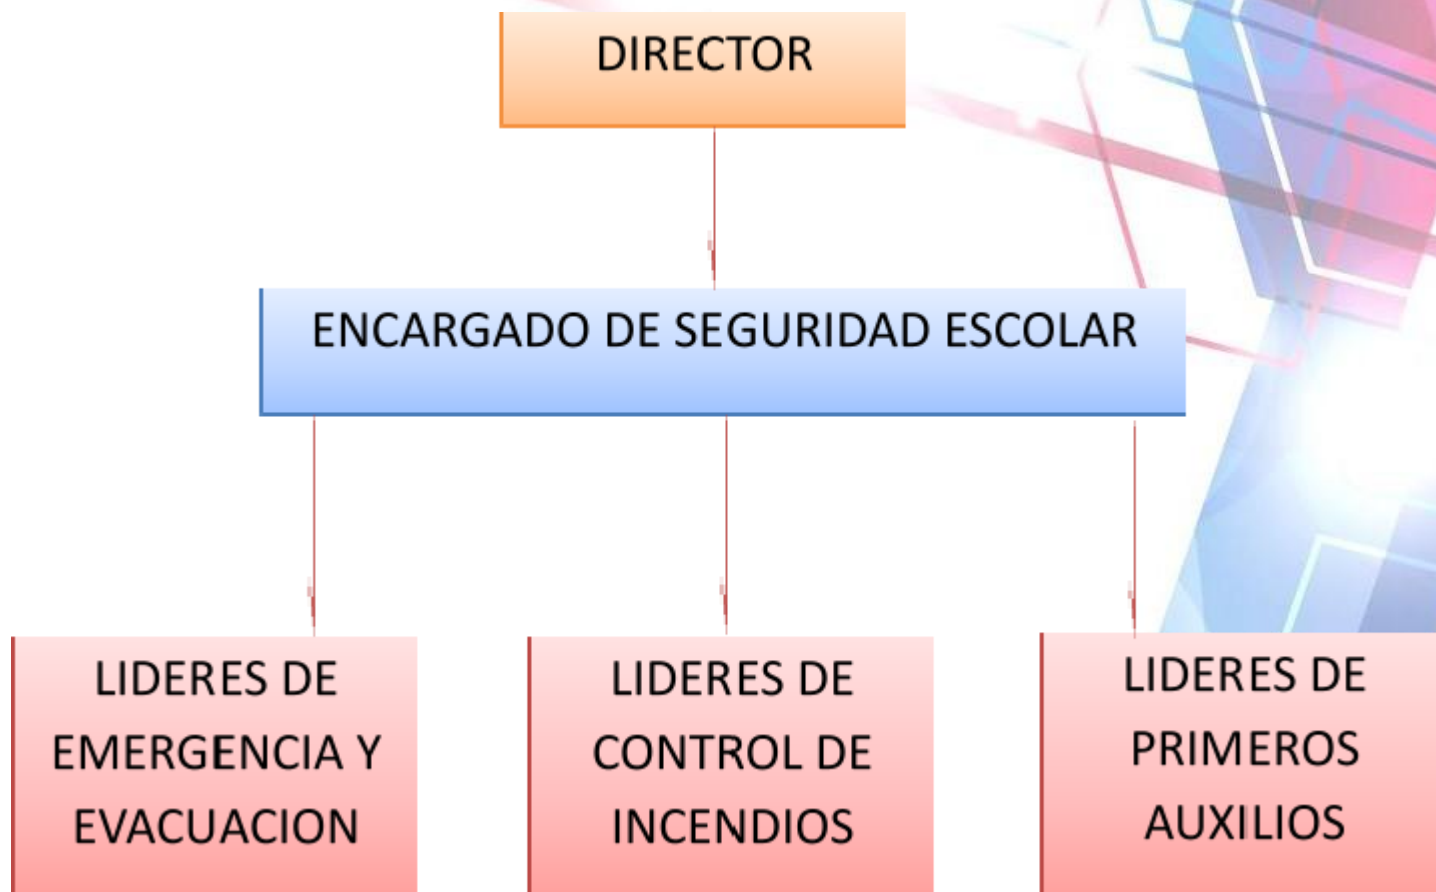 DIRECTOR
ENCARGADO DE SEGURIDAD ESCOLAR
LIDERES DE
EMERGENCIA Y
EVACUACION
LIDERES DE
CONTROL DE
INCENDIOS
LIDERES DE
PRIMEROS
AUXILIOS